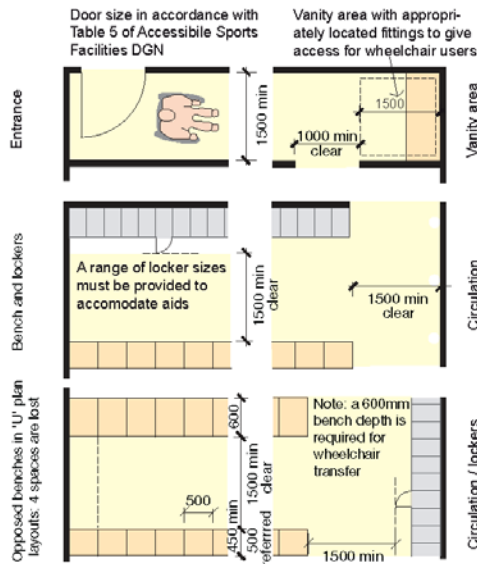 Door size in accordance with
Table 5 of Accessibile Sports
Facilities DGN
Vanity area with appropri-
ately located fittings to give
access for wheelchair users
Entrance
1500 min
1000 min
clear
1500
Vanity area
Bench and lockers
A range of locker sizes
must be provided to
accomodate aids
1500 min
clear
1500 min
clear
Circulation
Opposed benches in 'U' plan
layouts: 4 spaces are lost
600
1500 min
clear
450 min
500
preferrred
500
Note: a 600mm
bench depth is
required for
wheelchair
transfer
1500 min
Circulation / lockers